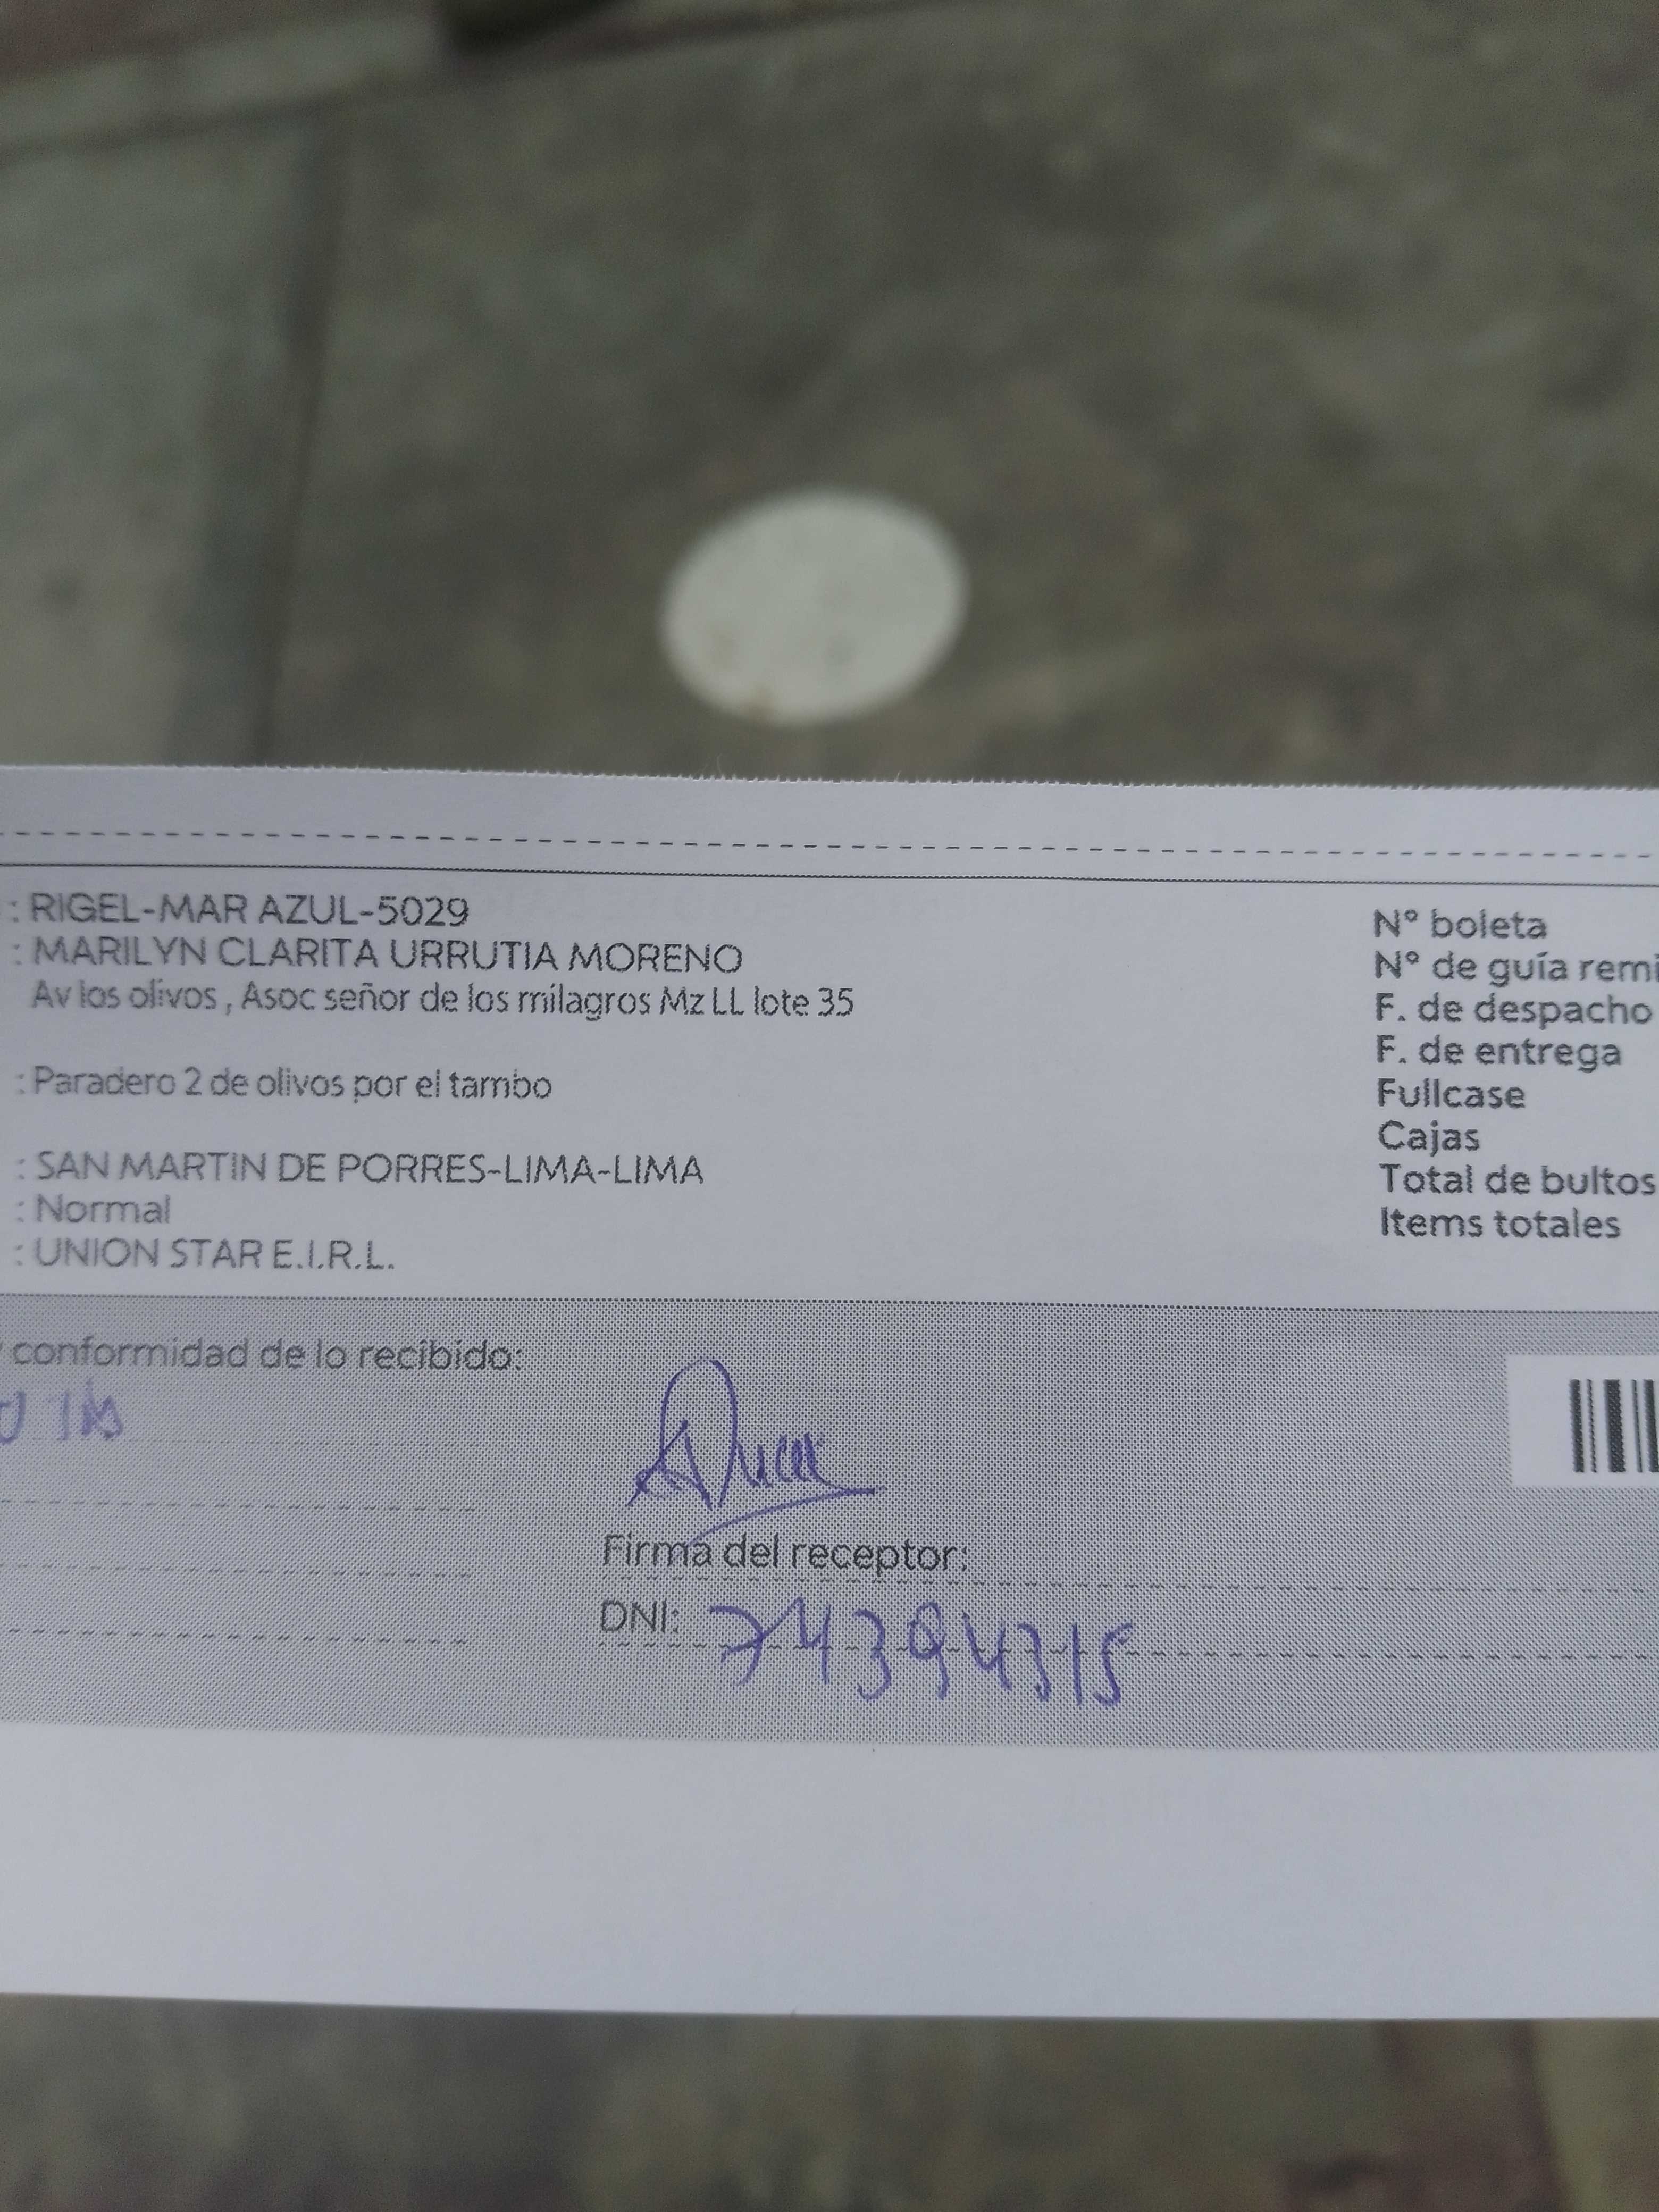 : RIGEL-MAR AZUL-5029
: MARILYN CLARITA URRUTIA MORENO
Av los olivos , Asoc señor de los milagros Mz LL lote 35
: Paradero 2 de olivos por el tambo
: SAN MARTIN DE PORRES-LIMA-LIMA
: Normal
: UNION STAR E.I.R.L.
N° boleta
N° de guía remi
F. de despacho
F. de entrega
Fullcase
Cajas
Total de bultos
Items totales
y conformidad de lo recibido:
Firma del receptor:
DNI: 74394315